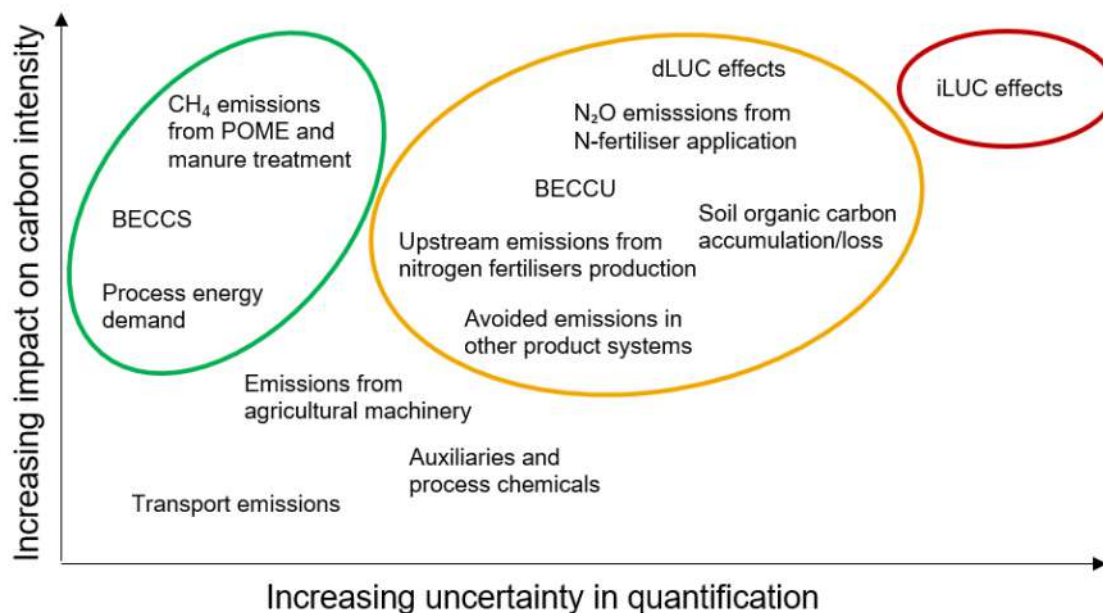 Increasing impact on carbon intensity
dLUC effects
iLUC effects
CH₄ emissions
from POME and
manure treatment
N₂O emisssions from
N-fertiliser application
BECCU
BECCS
Soil organic carbon
accumulation/loss
Upstream emissions from
nitrogen fertilisers production
Process energy
demand
Avoided emissions in
other product systems
Emissions from
agricultural machinery
Auxiliaries and
process chemicals
Transport emissions
Increasing uncertainty in quantification